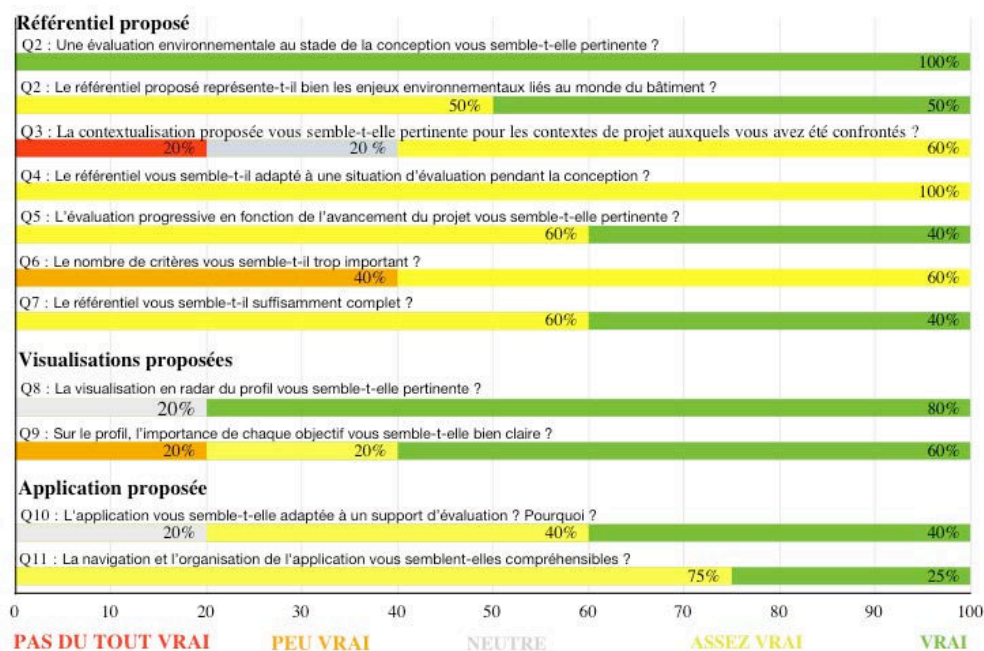 Référentiel proposé
Q2 : Une évaluation environnementale au stade de la conception vous semble-t-elle pertinente ?
100%
Q2 : Le référentiel proposé représente-t-il bien les enjeux environnementaux liés au monde du bâtiment ?
50% 50%
Q3 : La contextualisation proposée vous semble-t-elle pertinente pour les contextes de projet auxquels vous avez été confrontés ?
20% 20 % 60%
Q4 : Le référentiel vous semble-t-il adapté à une situation d'évaluation pendant la conception ?
100%
Q5 : L'évaluation progressive en fonction de l'avancement du projet vous semble-t-elle pertinente ?
60% 40%
Q6 : Le nombre de critères vous semble-t-il trop important ?
40% 60%
Q7 : Le référentiel vous semble-t-il suffisamment complet ?
60% 40%
Visualisations proposées
Q8 : La visualisation en radar du profil vous semble-t-elle pertinente ?
20% 80%
Q9 : Sur le profil, l'importance de chaque objectif vous semble-t-elle bien claire ?
20% 20% 60%
Application proposée
Q10 : L'application vous semble-t-elle adaptée à un support d'évaluation ? Pourquoi ?
20% 40% 40%
Q11 : La navigation et l'organisation de l'application vous semblent-elles compréhensibles ?
75% 25%
0 10 20 30 40 50 60 70 80 90 100
PAS DU TOUT VRAI PEU VRAI NEUTRE ASSEZ VRAI VRAI